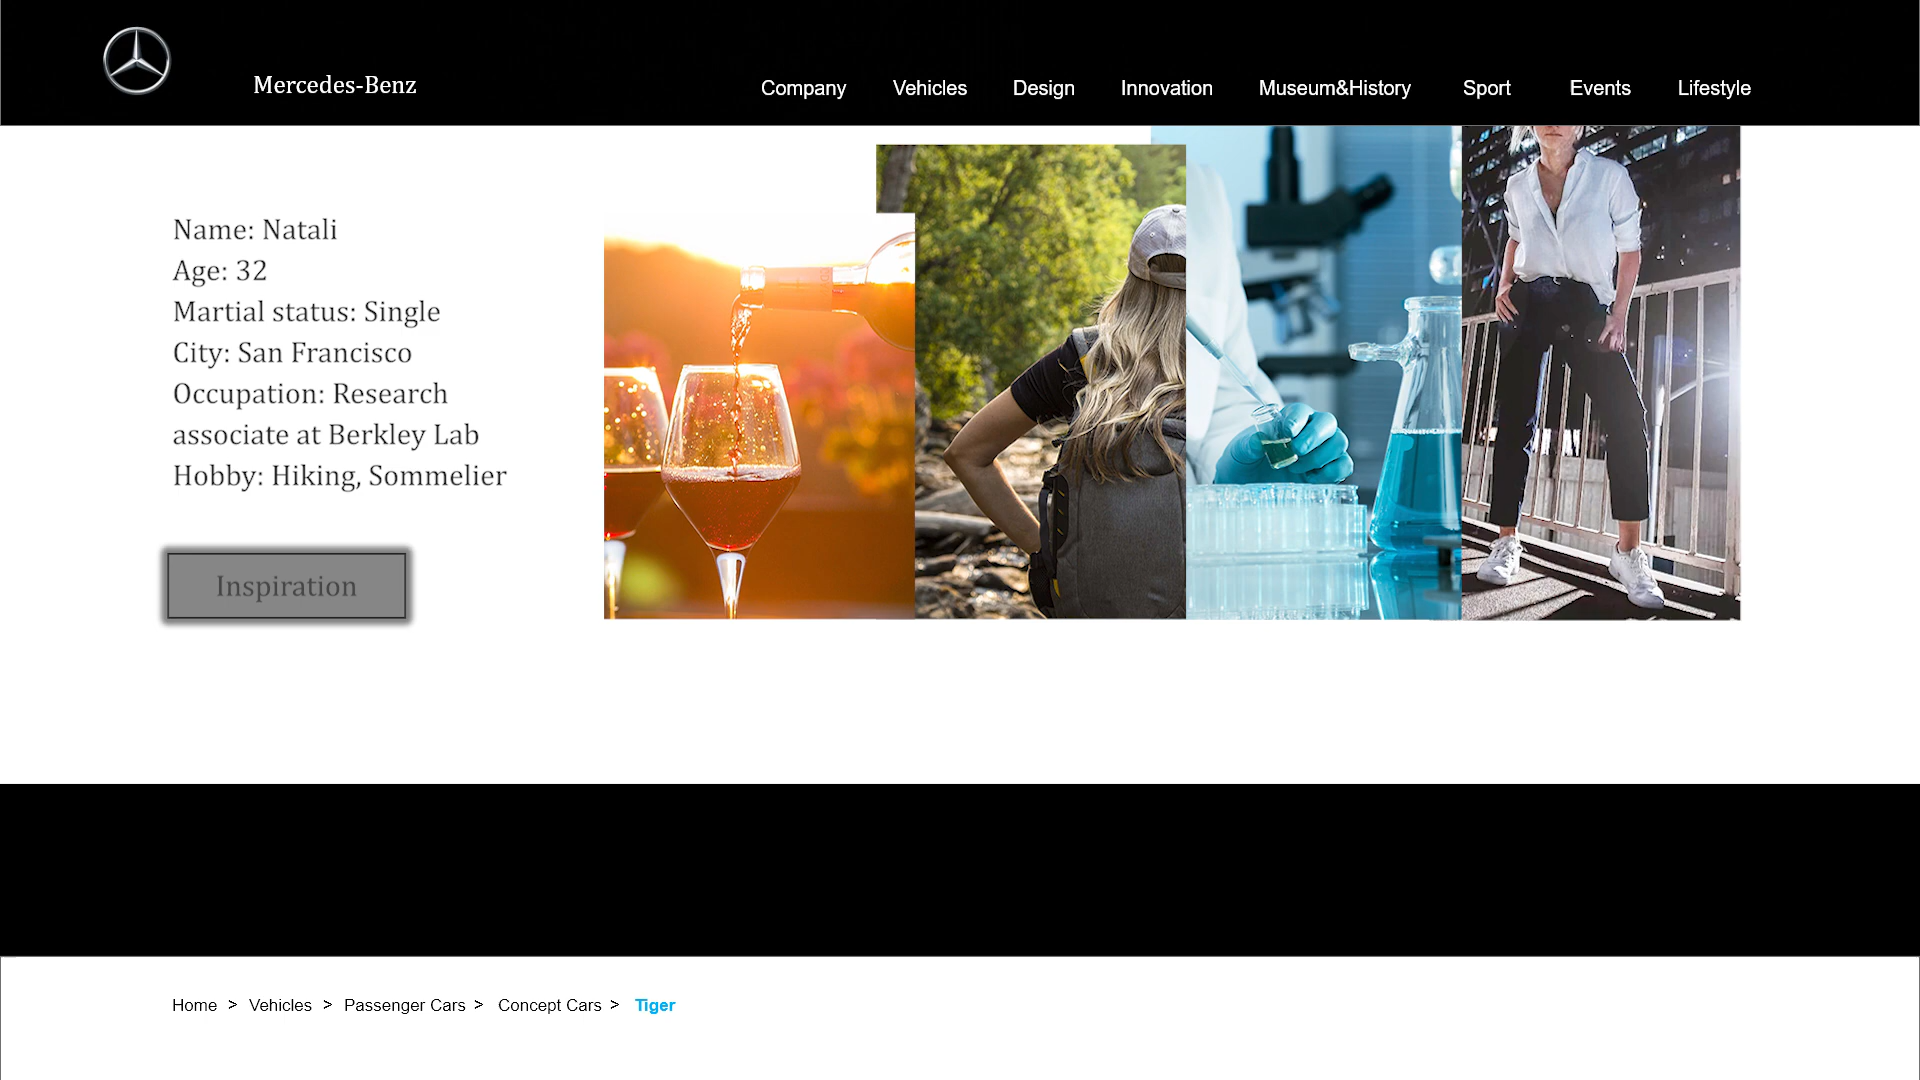 Mercedes-Benz
Company Vehicles Design Innovation Museum&History Sport Events Lifestyle
Name: Natali
Age: 32
Martial status: Single
City: San Francisco
Occupation: Research
associate at Berkley Lab
Hobby: Hiking, Sommelier
Inspiration
Home > Vehicles > Passenger Cars > Concept Cars > Tiger